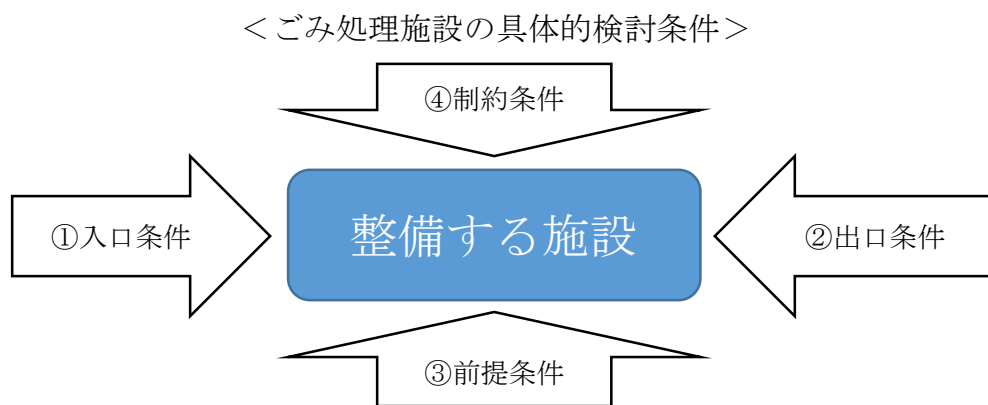 ＜ごみ処理施設の具体的検討条件＞
④制約条件
①入口条件
整備する施設
②出口条件
③前提条件